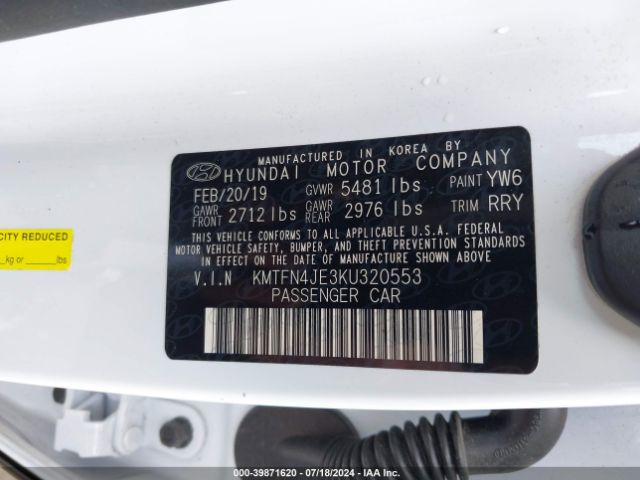 MANUFACTURED IN KOREA BY
HYUNDAI MOTOR COMPANY
FEB/20/19 GVWR 5481 lbs PAINT YW6
GAWR FRONT 2712 lbs GAWR REAR 2976 lbs TRIM RRY
THIS VEHICLE CONFORMS TO ALL APPLICABLE U.S. FEDERAL
MOTOR VEHICLE SAFETY, BUMPER, AND THEFT PREVENTION STANDARDS
IN EFFECT ON THE DATE OF MANUFACTURE SHOWN ABOVE
V.I.N KMTFN4JE3KU320553
PASSENGER CAR
CITY REDUCED
_kg or ______lbs
000-39871620 - 07/18/2024 - IAA Inc.